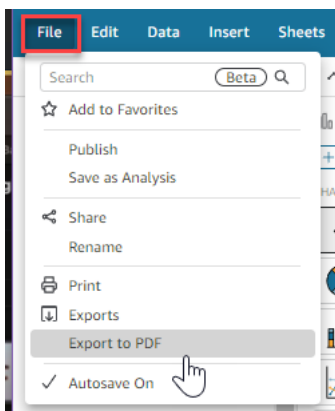 File Edit Data Insert Sheets
Search Beta
Add to Favorites
Publish
Save as Analysis
Share
Rename
Print
Exports
Export to PDF
Autosave On